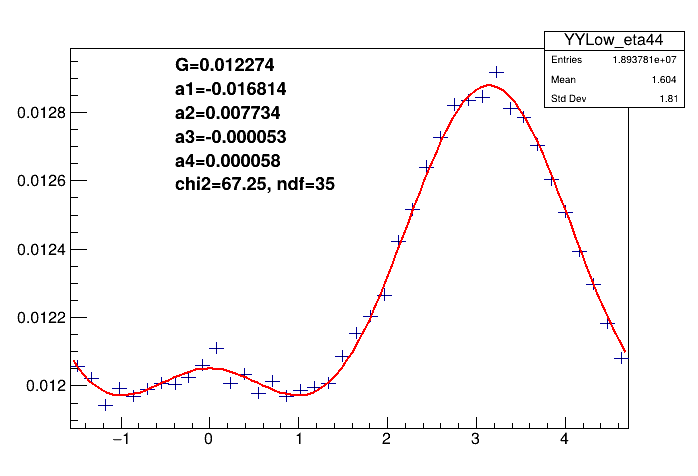 YYLow_eta44
Entries 1.893781e+07
Mean 1.604
Std Dev 1.81
G=0.012274
a1=-0.016814
a2=0.007734
a3=-0.000053
a4=0.000058
chi2=67.25, ndf=35
0.0128
0.0126
0.0124
0.0122
0.012
−1 0 1 2 3 4